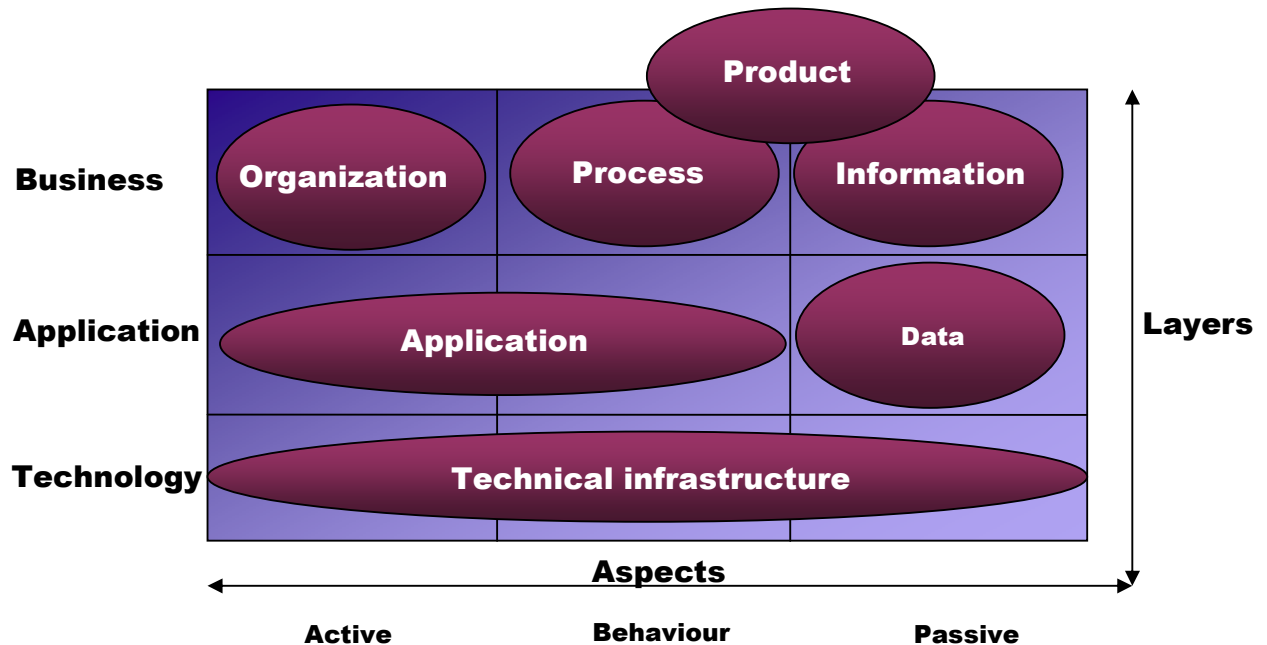 Product
Business
Organization
Process
Information
Application
Application
Data
Layers
Technology
Technical infrastructure
Aspects
Active
Behaviour
Passive